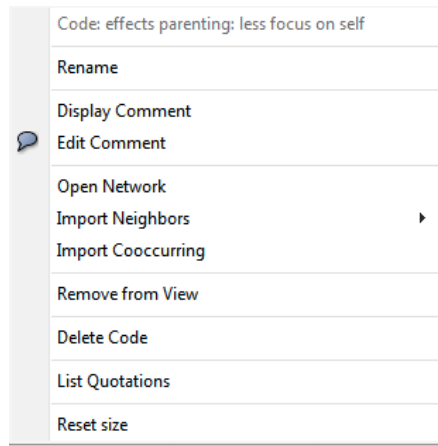 Code: effects parenting: less focus on self
Rename
Display Comment
Edit Comment
Open Network
Import Neighbors
Import Cooccurring
Remove from View
Delete Code
List Quotations
Reset size